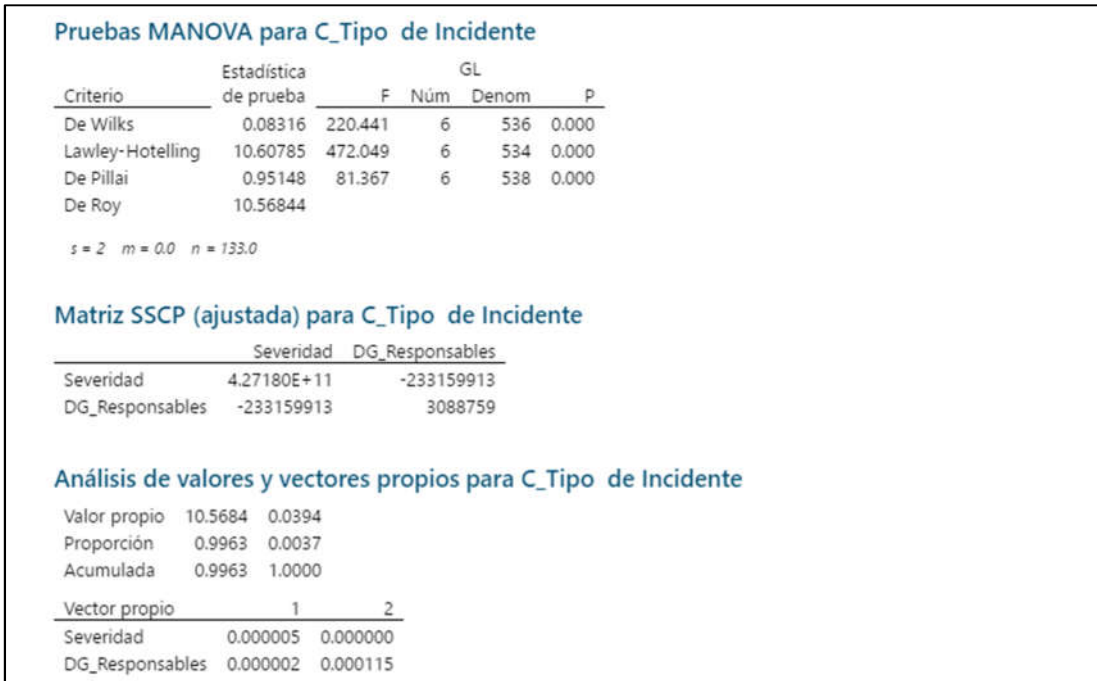 Pruebas MANOVA para C_Tipo  de Incidente
Estadística GL
Criterio de prueba F Núm Denom P
De Wilks 0.08316 220.441 6 536 0.000
Lawley-Hotelling 10.60785 472.049 6 534 0.000
De Pillai 0.95148 81.367 6 538 0.000
De Roy 10.56844
s = 2 m = 0.0 n = 133.0
Matriz SSCP (ajustada) para C_Tipo  de Incidente
Severidad DG_Responsables
Severidad 4.27180E+11 -233159913
DG_Responsables -233159913 3088759
Análisis de valores y vectores propios para C_Tipo  de Incidente
Valor propio 10.5684 0.0394
Proporción 0.9963 0.0037
Acumulada 0.9963 1.0000
Vector propio 1 2
Severidad 0.000005 0.000000
DG_Responsables 0.000002 0.000115